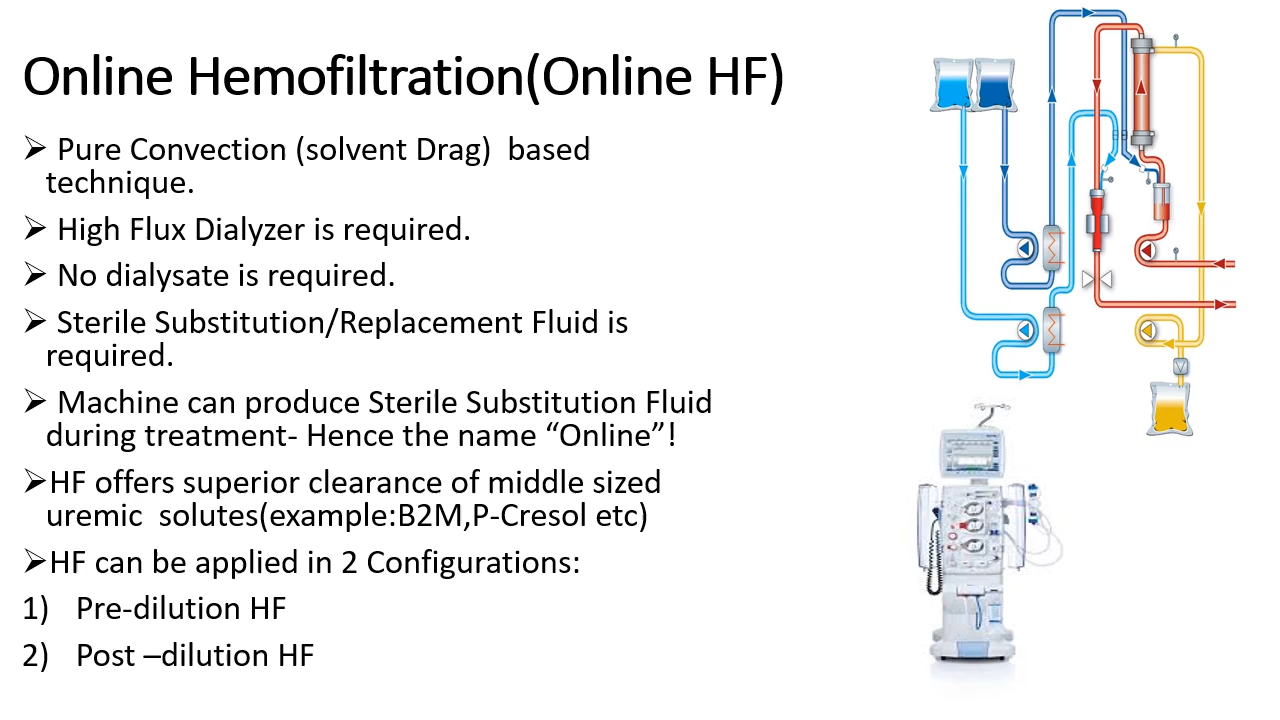 Online Hemofiltration(Online HF)
➢ Pure Convection (solvent Drag)  based
technique.
➢ High Flux Dialyzer is required.
➢ No dialysate is required.
➢ Sterile Substitution/Replacement Fluid is
required.
➢ Machine can produce Sterile Substitution Fluid
during treatment- Hence the name “Online”!
➢HF offers superior clearance of middle sized
uremic  solutes(example:B2M,P-Cresol etc)
➢HF can be applied in 2 Configurations:
1) Pre-dilution HF
2) Post –dilution HF